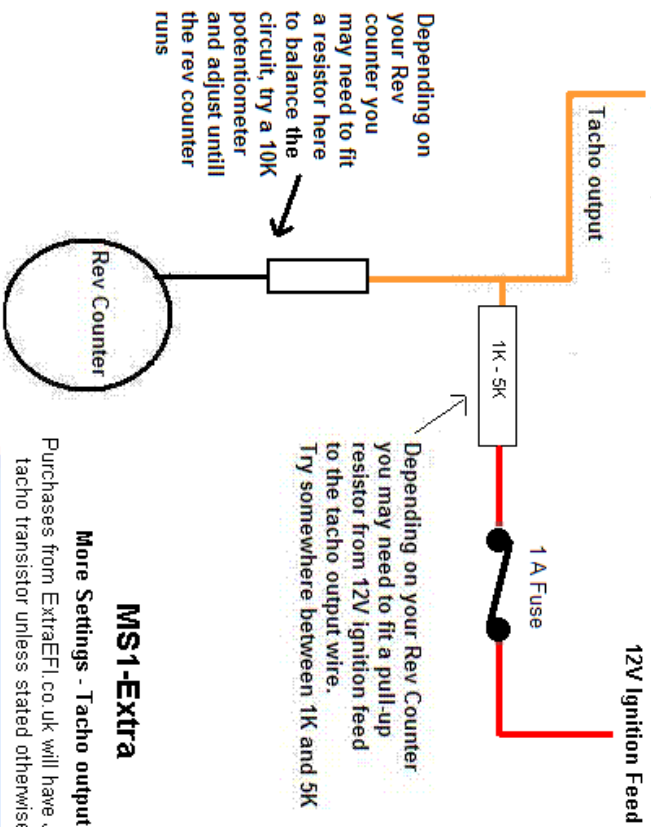 12V Ignition Feed
Tacho output
1 A Fuse
1K - 5K
Depending on
your Rev
counter you
may need to fit
a resistor here
to balance the
circuit, try a 10K
potentiometer
and adjust untill
the rev counter
runs
Rev Counter
Depending on your Rev Counter
you may need to fit a pull-up
resistor from 12V ignition feed
to the tacho output wire.
Try somewhere between 1K and 5K
MS1-Extra
More Settings - Tacho output
Purchases from ExtraEFI.co.uk will have
tacho transistor unless stated otherwise